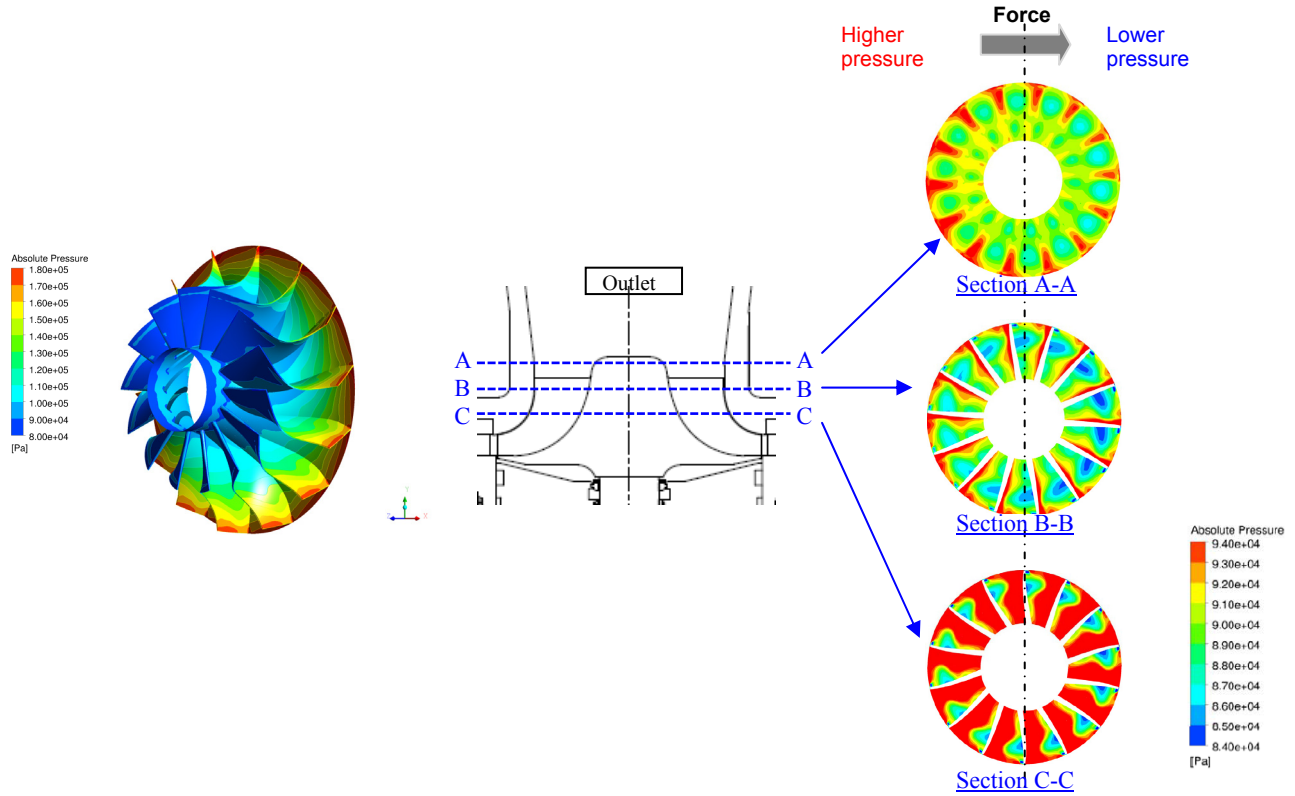 Force
Higher
pressure
Lower
pressure
Section A-A
Absolute Pressure
1.80e+05
1.70e+05
1.60e+05
1.50e+05
1.40e+05
1.30e+05
1.20e+05
1.10e+05
1.00e+05
9.00e+04
8.00e+04
[Pa]
Y
Z
X
Outlet
A
A
B
B
C
C
Section B-B
Section C-C
Absolute Pressure
9.40e+04
9.30e+04
9.20e+04
9.10e+04
9.00e+04
8.90e+04
8.80e+04
8.70e+04
8.60e+04
8.50e+04
8.40e+04
[Pa]